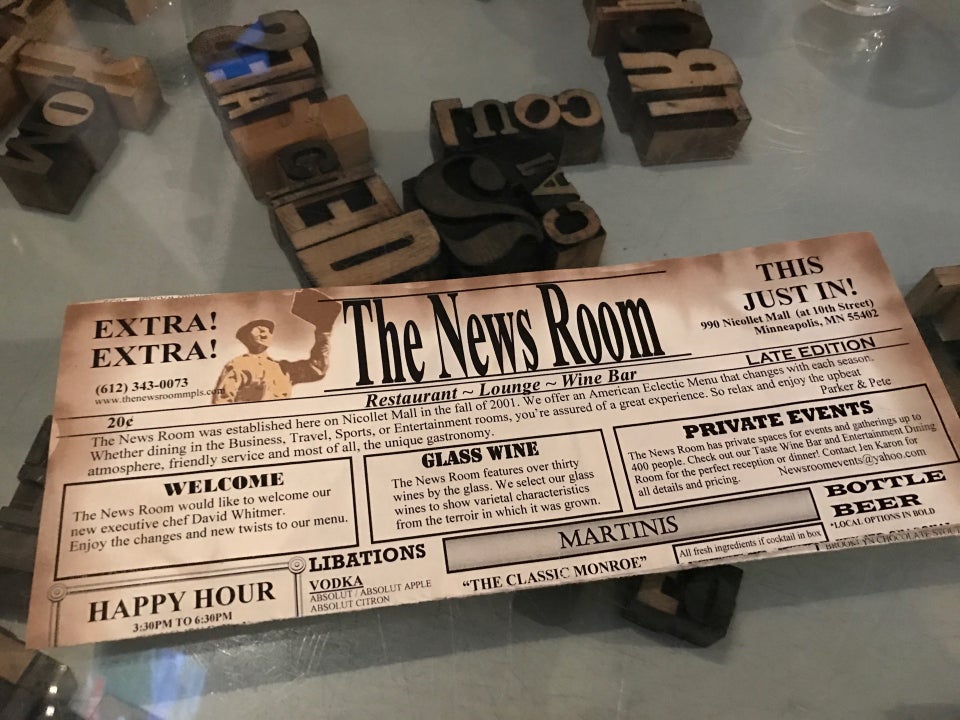 EXTRA!
EXTRA!
(612) 343-0073
www.thenewsroommpls.com
20¢
The News Room
Restaurant ~ Lounge ~ Wine Bar
THIS
JUST IN!
990 Nicollet Mall (at 10th Street)
Minneapolis, MN 55402
LATE EDITION
The News Room was established here on Nicollet Mall in the fall of 2001. We offer an American Eclectic Menu that changes with each season.
Whether dining in the Business, Travel, Sports, or Entertainment rooms, you're assured of a great experience. So relax and enjoy the upbeat
atmosphere, friendly service and most of all, the unique gastronomy.
Parker & Pete
WELCOME
The News Room would like to welcome our
new executive chef David Whitmer.
Enjoy the changes and new twists to our menu.
GLASS WINE
The News Room features over thirty
wines by the glass. We select our glass
wines to show varietal characteristics
from the terroir in which it was grown.
PRIVATE EVENTS
The News Room has private spaces for events and gatherings up to
400 people. Check out our Taste Wine Bar and Entertainment Dining
Room for the perfect reception or dinner! Contact Jen Karon for
all details and pricing.
Newsroomevents@yahoo.com
HAPPY HOUR
3:30PM TO 6:30PM
LIBATIONS
VODKA
ABSOLUT / ABSOLUT APPLE
ABSOLUT CITRON
MARTINIS
"THE CLASSIC MONROE"
All fresh ingredients if cocktail in box
BOTTLE
BEER
*LOCAL OPTIONS IN BOLD
BROOKLYN CHOCOLATE STOUT